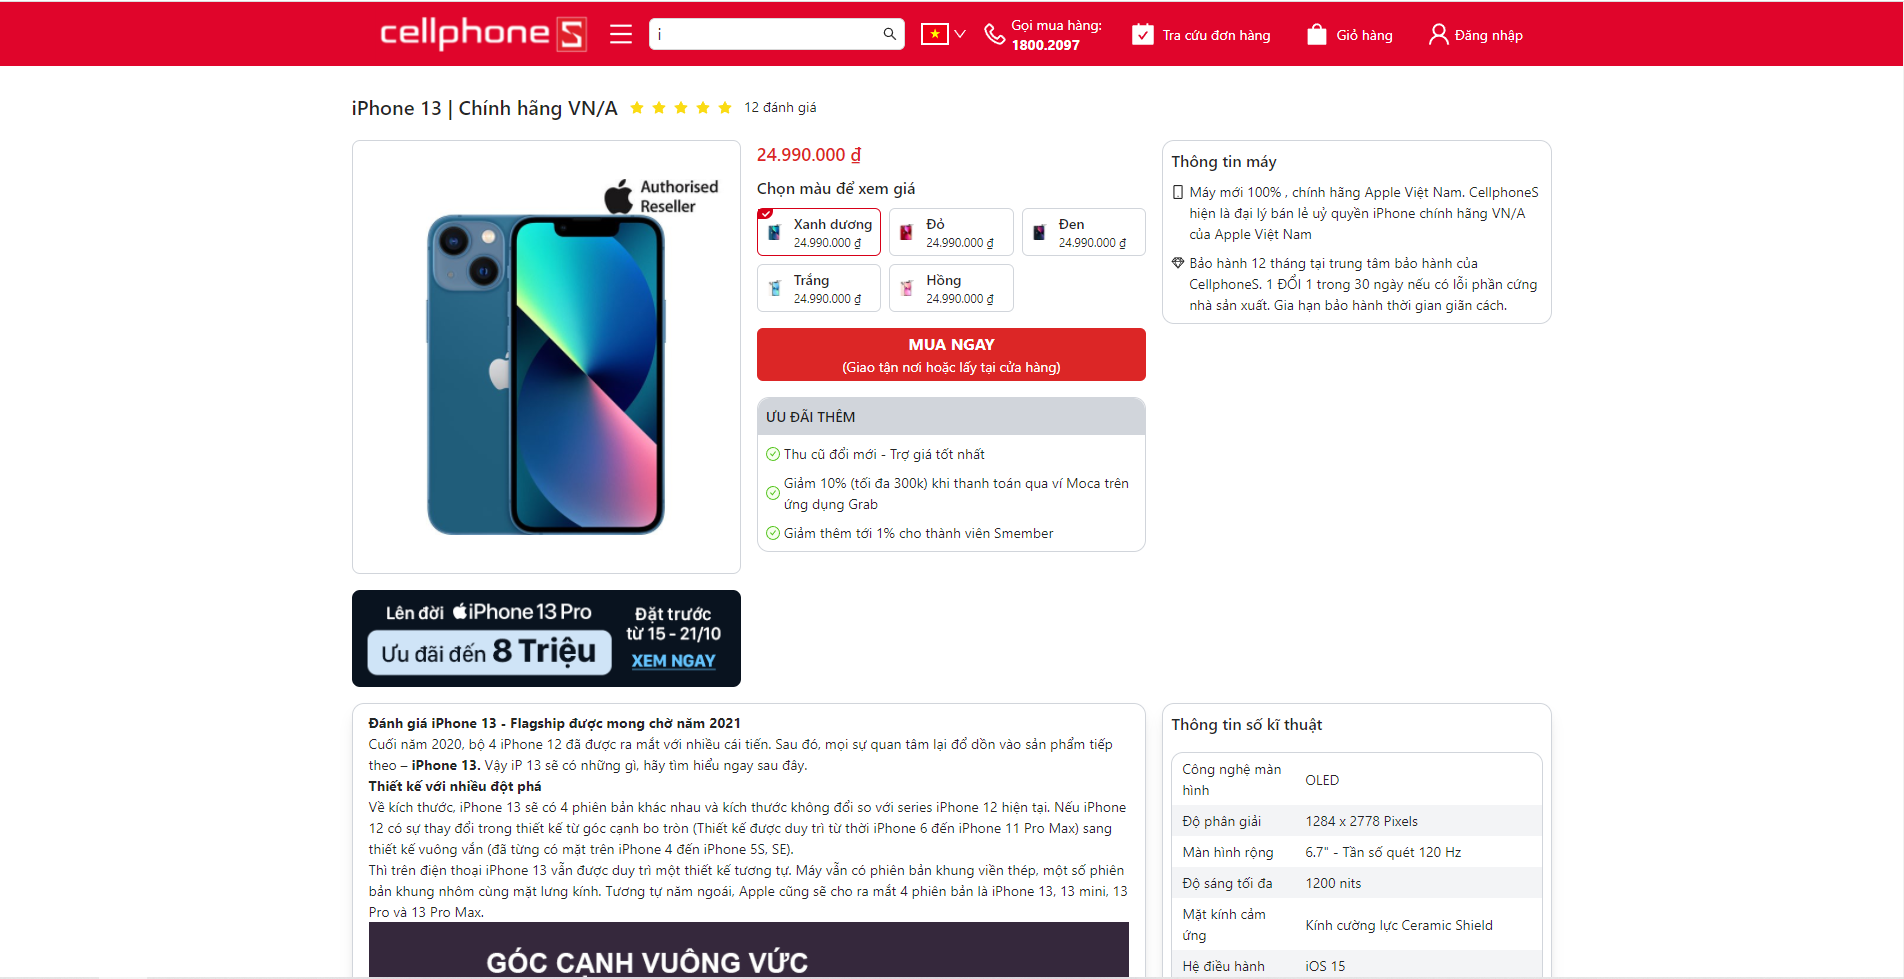 cellphoneS
i
Gọi mua hàng:
1800.2097
Tra cứu đơn hàng
Giỏ hàng
Đăng nhập
iPhone 13 | Chính hãng VN/A
12 đánh giá
Authorised
Reseller
24.990.000 ₫
Chọn màu để xem giá
Xanh dương
24.990.000 ₫
Đỏ
24.990.000 ₫
Đen
24.990.000 ₫
Trắng
24.990.000 ₫
Hồng
24.990.000 ₫
MUA NGAY
(Giao tận nơi hoặc lấy tại cửa hàng)
ƯU ĐÃI THÊM
Thu cũ đổi mới - Trợ giá tốt nhất
Giảm 10% (tối đa 300k) khi thanh toán qua ví Moca trên
ứng dụng Grab
Giảm thêm tới 1% cho thành viên Smember
Thông tin máy
Máy mới 100% , chính hãng Apple Việt Nam. CellphoneS
hiện là đại lý bán lẻ uỷ quyền iPhone chính hãng VN/A
của Apple Việt Nam
Bảo hành 12 tháng tại trung tâm bảo hành của
CellphoneS. 1 ĐỔI 1 trong 30 ngày nếu có lỗi phần cứng
nhà sản xuất. Gia hạn bảo hành thời gian giãn cách.
Lên đời iPhone 13 Pro
Ưu đãi đến 8 Triệu
Đặt trước
từ 15 - 21/10
XEM NGAY
Đánh giá iPhone 13 - Flagship được mong chờ năm 2021
Cuối năm 2020, bộ 4 iPhone 12 đã được ra mắt với nhiều cái tiến. Sau đó, mọi sự quan tâm lại đổ dồn vào sản phẩm tiếp
theo – iPhone 13. Vậy iP 13 sẽ có những gì, hãy tìm hiểu ngay sau đây.
Thiết kế với nhiều đột phá
Về kích thước, iPhone 13 sẽ có 4 phiên bản khác nhau và kích thước không đổi so với series iPhone 12 hiện tại. Nếu iPhone
12 có sự thay đổi trong thiết kế từ góc cạnh bo tròn (Thiết kế được duy trì từ thời iPhone 6 đến iPhone 11 Pro Max) sang
thiết kế vuông vắn (đã từng có mặt trên iPhone 4 đến iPhone 5S, SE).
Thì trên điện thoại iPhone 13 vẫn được duy trì một thiết kế tương tự. Máy vẫn có phiên bản khung viền thép, một số phiên
bản khung nhôm cùng mặt lưng kính. Tương tự năm ngoái, Apple cũng sẽ cho ra mắt 4 phiên bản là iPhone 13, 13 mini, 13
Pro và 13 Pro Max.
GÓC CẠNH VUÔNG VỨC
Thông tin số kĩ thuật
Công nghệ màn
hình
OLED
Độ phân giải
1284 x 2778 Pixels
Màn hình rộng
6.7" - Tần số quét 120 Hz
Độ sáng tối đa
1200 nits
Mặt kính cảm
ứng
Kính cường lực Ceramic Shield
Hệ điều hành
iOS 15